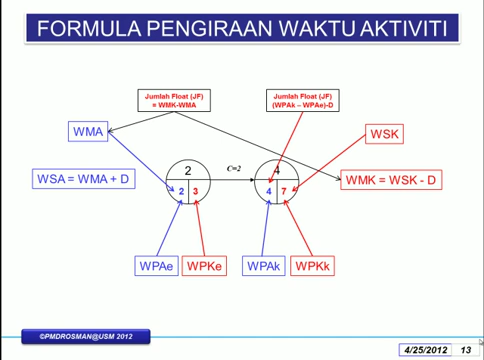 FORMULA PENGIRAAN WAKTU AKTIVITI
Jumlah Float (JF)
= WMK-WMA
Jumlah Float (JF)
(WPAk – WPAe)-D
WMA
WSK
2
C=2
4
WSA = WMA + D
2
3
4
7
WMK = WSK - D
WPAe
WPKe
WPAk
WPKk
©PMDROSMAN@USM 2012
4/25/2012
13